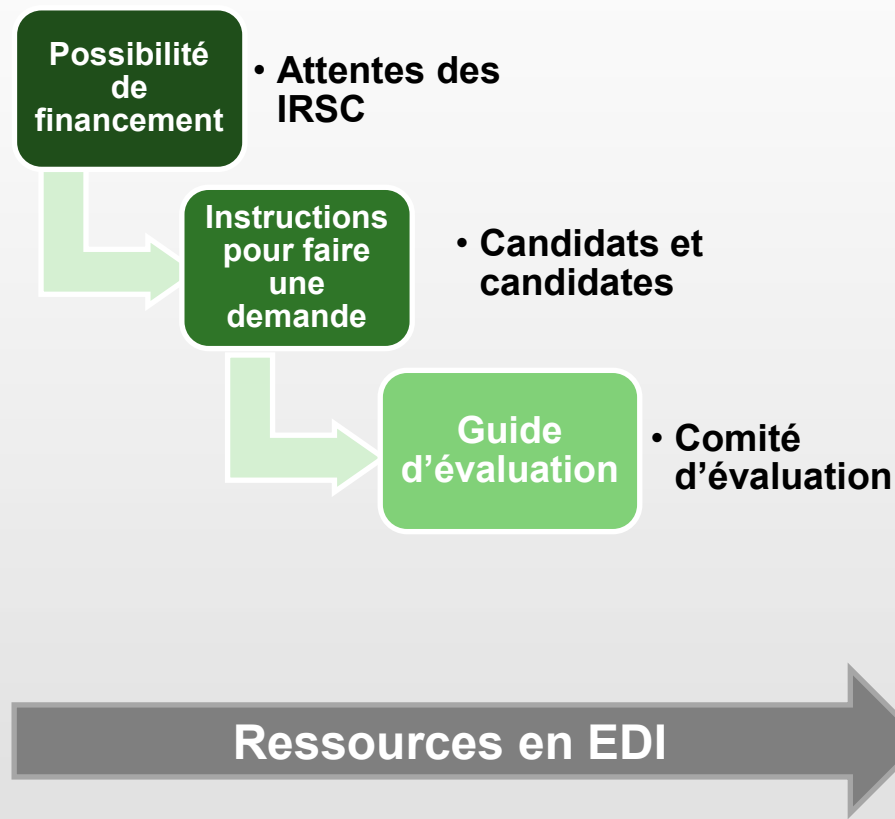 Possibilité
de
financement
• Attentes des
IRSC
Instructions
pour faire
une
demande
• Candidats et
candidates
Guide
d’évaluation
• Comité
d’évaluation
Ressources en EDI